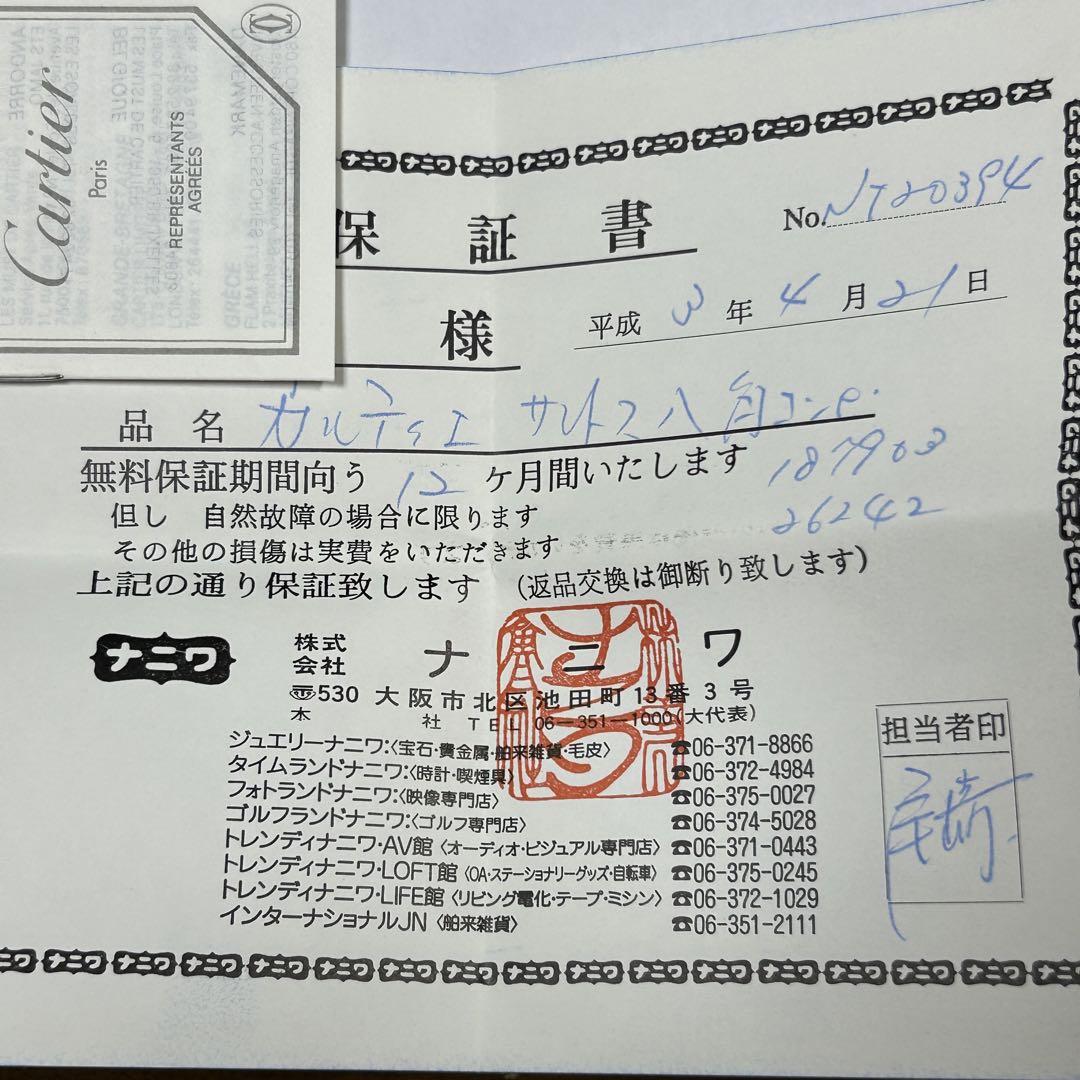 Cartier
Paris
REPRÉSENTANTS
AGRÉÉS
保証書
No. NT20394
様
平成 3 年 4 月 21 日
品名 カルティエ サントス八角コンビ
無料保証期間向う 12 ケ月間いたします
187903
但し 自然故障の場合に限ります
26242
その他の損傷は実費をいただきます
上記の通り保証致します (返品交換は御断り致します)
ナニワ
株式会社 ナニワ
〒530 大阪市北区池田町13番3号
本社 TEL 06-351-1000(大代表)
ジュエリーナニワ:〈宝石・貴金属・舶来雑貨・毛皮〉 ☎06-371-8866
タイムランドナニワ:〈時計・喫煙具〉 ☎06-372-4984
フォトランドナニワ:〈映像専門店〉 ☎06-375-0027
ゴルフランドナニワ:〈ゴルフ専門店〉 ☎06-374-5028
トレンディナニワ・AV館〈オーディオ・ビジュアル専門店〉 ☎06-371-0443
トレンディナニワ・LOFT館〈OA・ステーショナリーグッズ・自転車〉 ☎06-375-0245
トレンディナニワ・LIFE館〈リビング電化・テープ・ミシン〉 ☎06-372-1029
インターナショナルJN〈舶来雑貨〉 ☎06-351-2111
担当者印